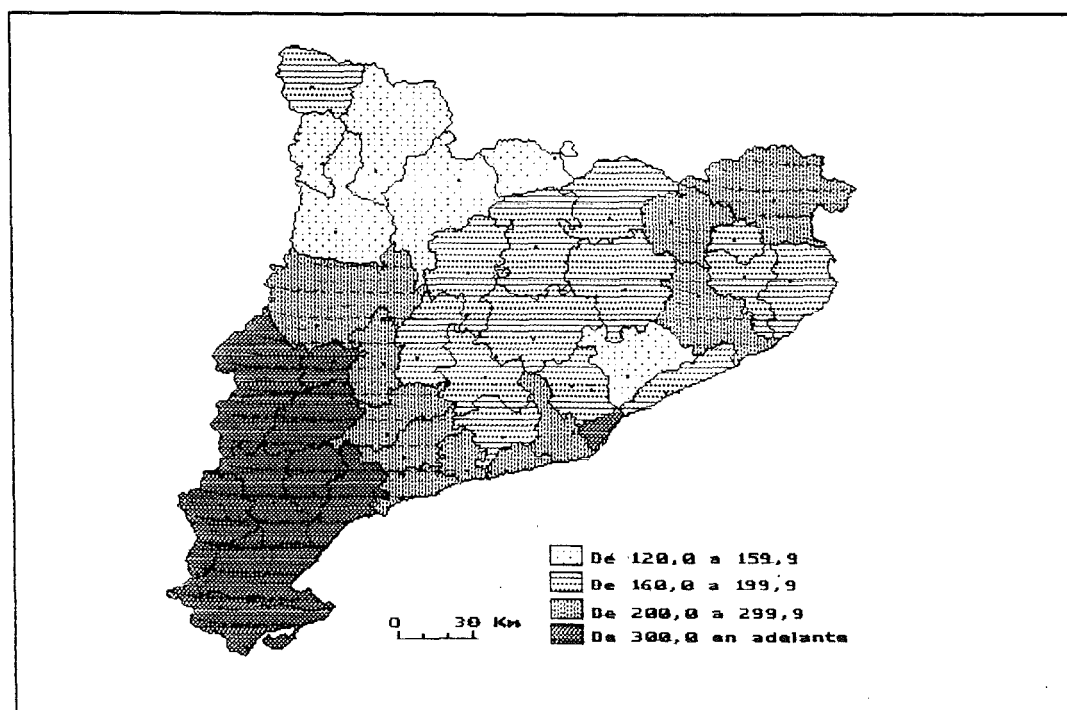 De 120,0 a 159,9
De 160,0 a 199,9
De 200,0 a 299,9
De 300,0 en adelante
0 30 Km